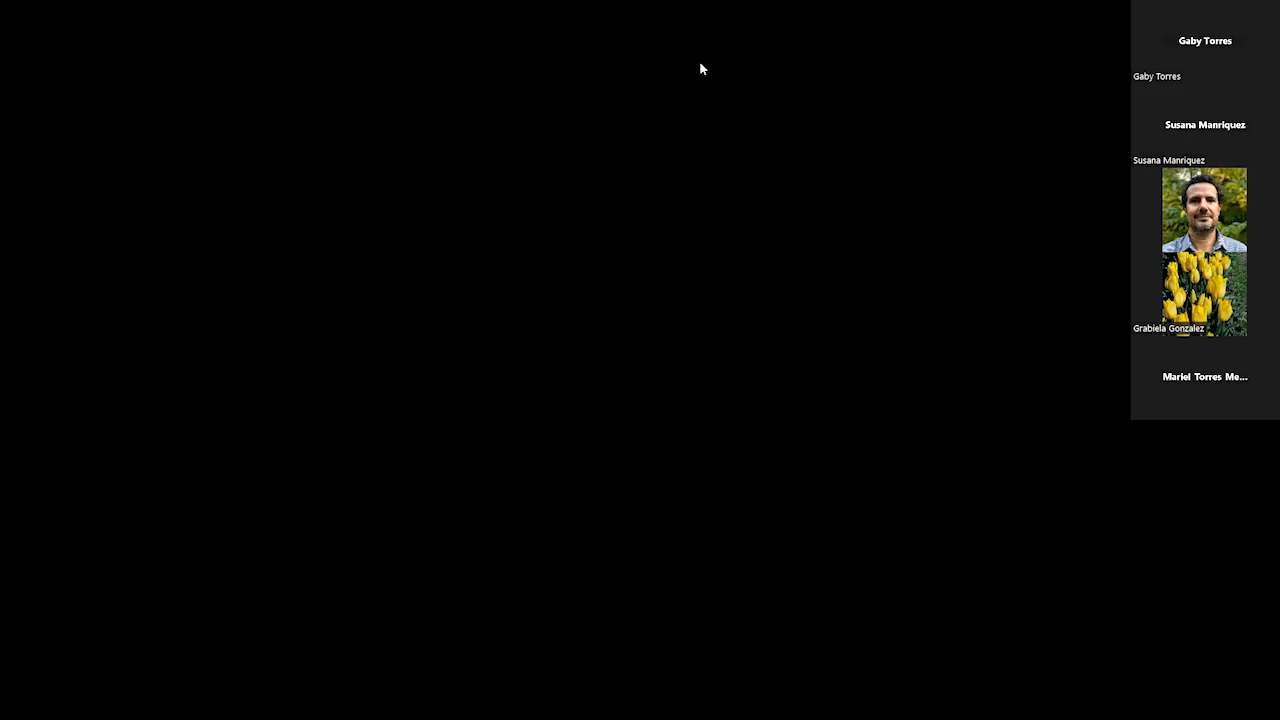 Gaby Torres
Gaby Torres
Susana Manriquez
Susana Manriquez
Grabiela Gonzalez
Mariel Torres Me...